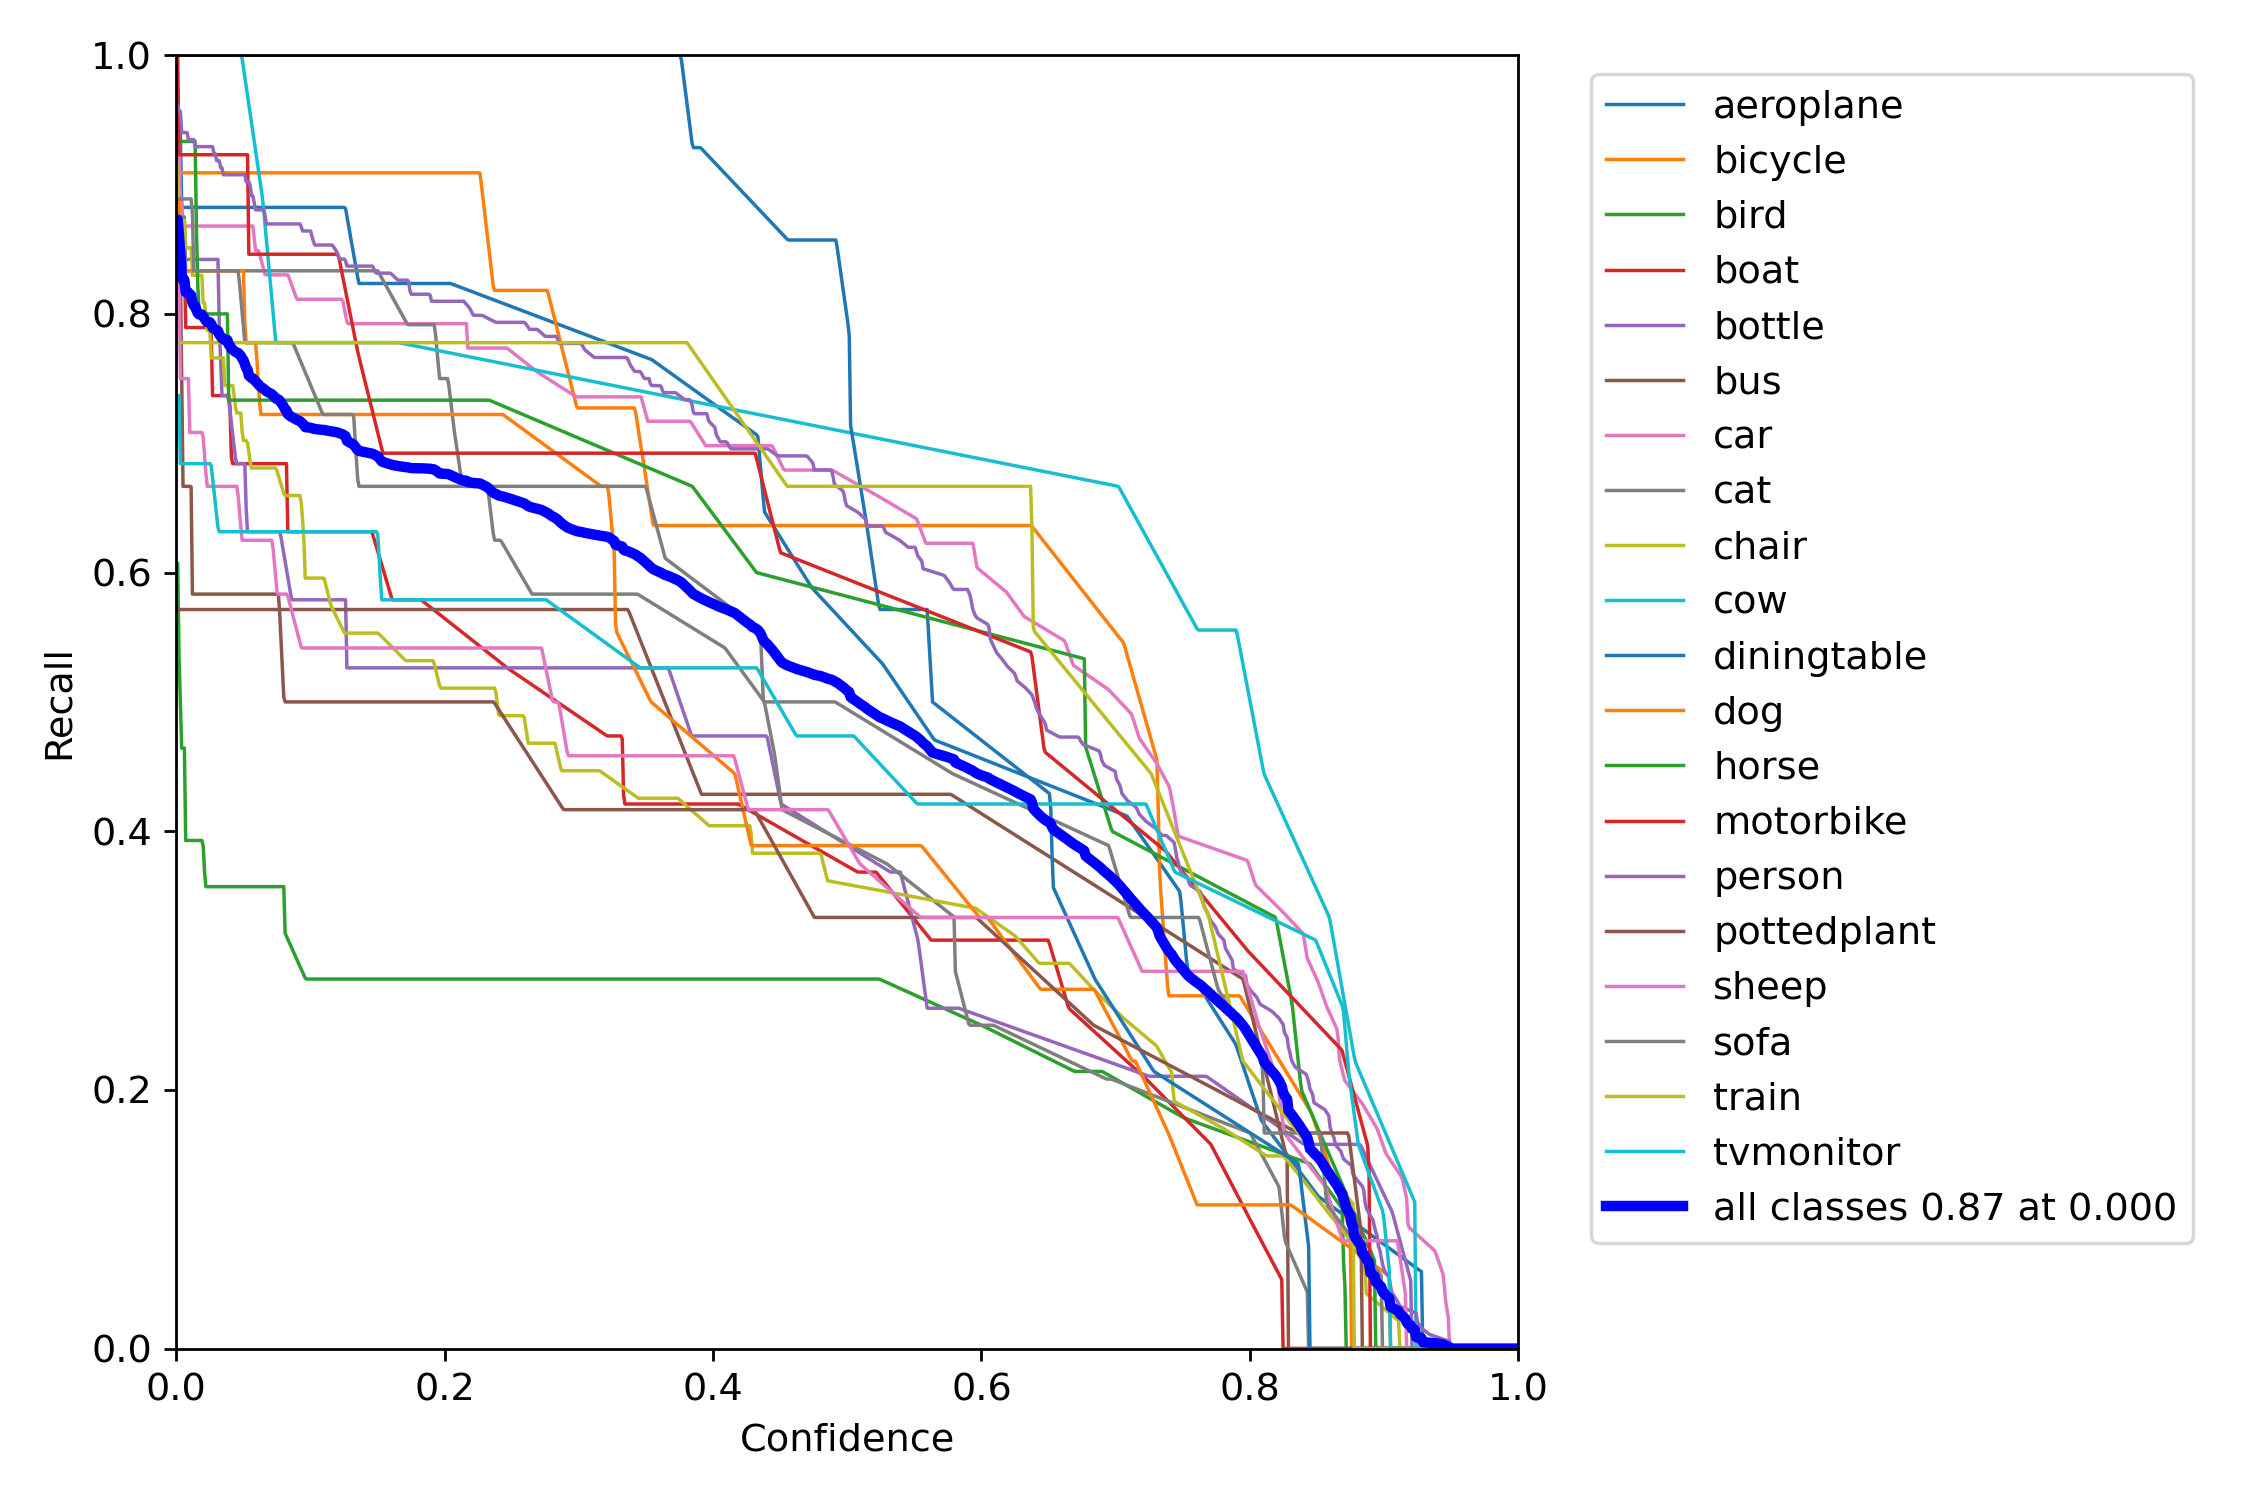 1.0
0.8
0.6
0.4
0.2
0.0
Recall
0.0 0.2 0.4 0.6 0.8 1.0
Confidence
aeroplane
bicycle
bird
boat
bottle
bus
car
cat
chair
cow
diningtable
dog
horse
motorbike
person
pottedplant
sheep
sofa
train
tvmonitor
all classes 0.87 at 0.000